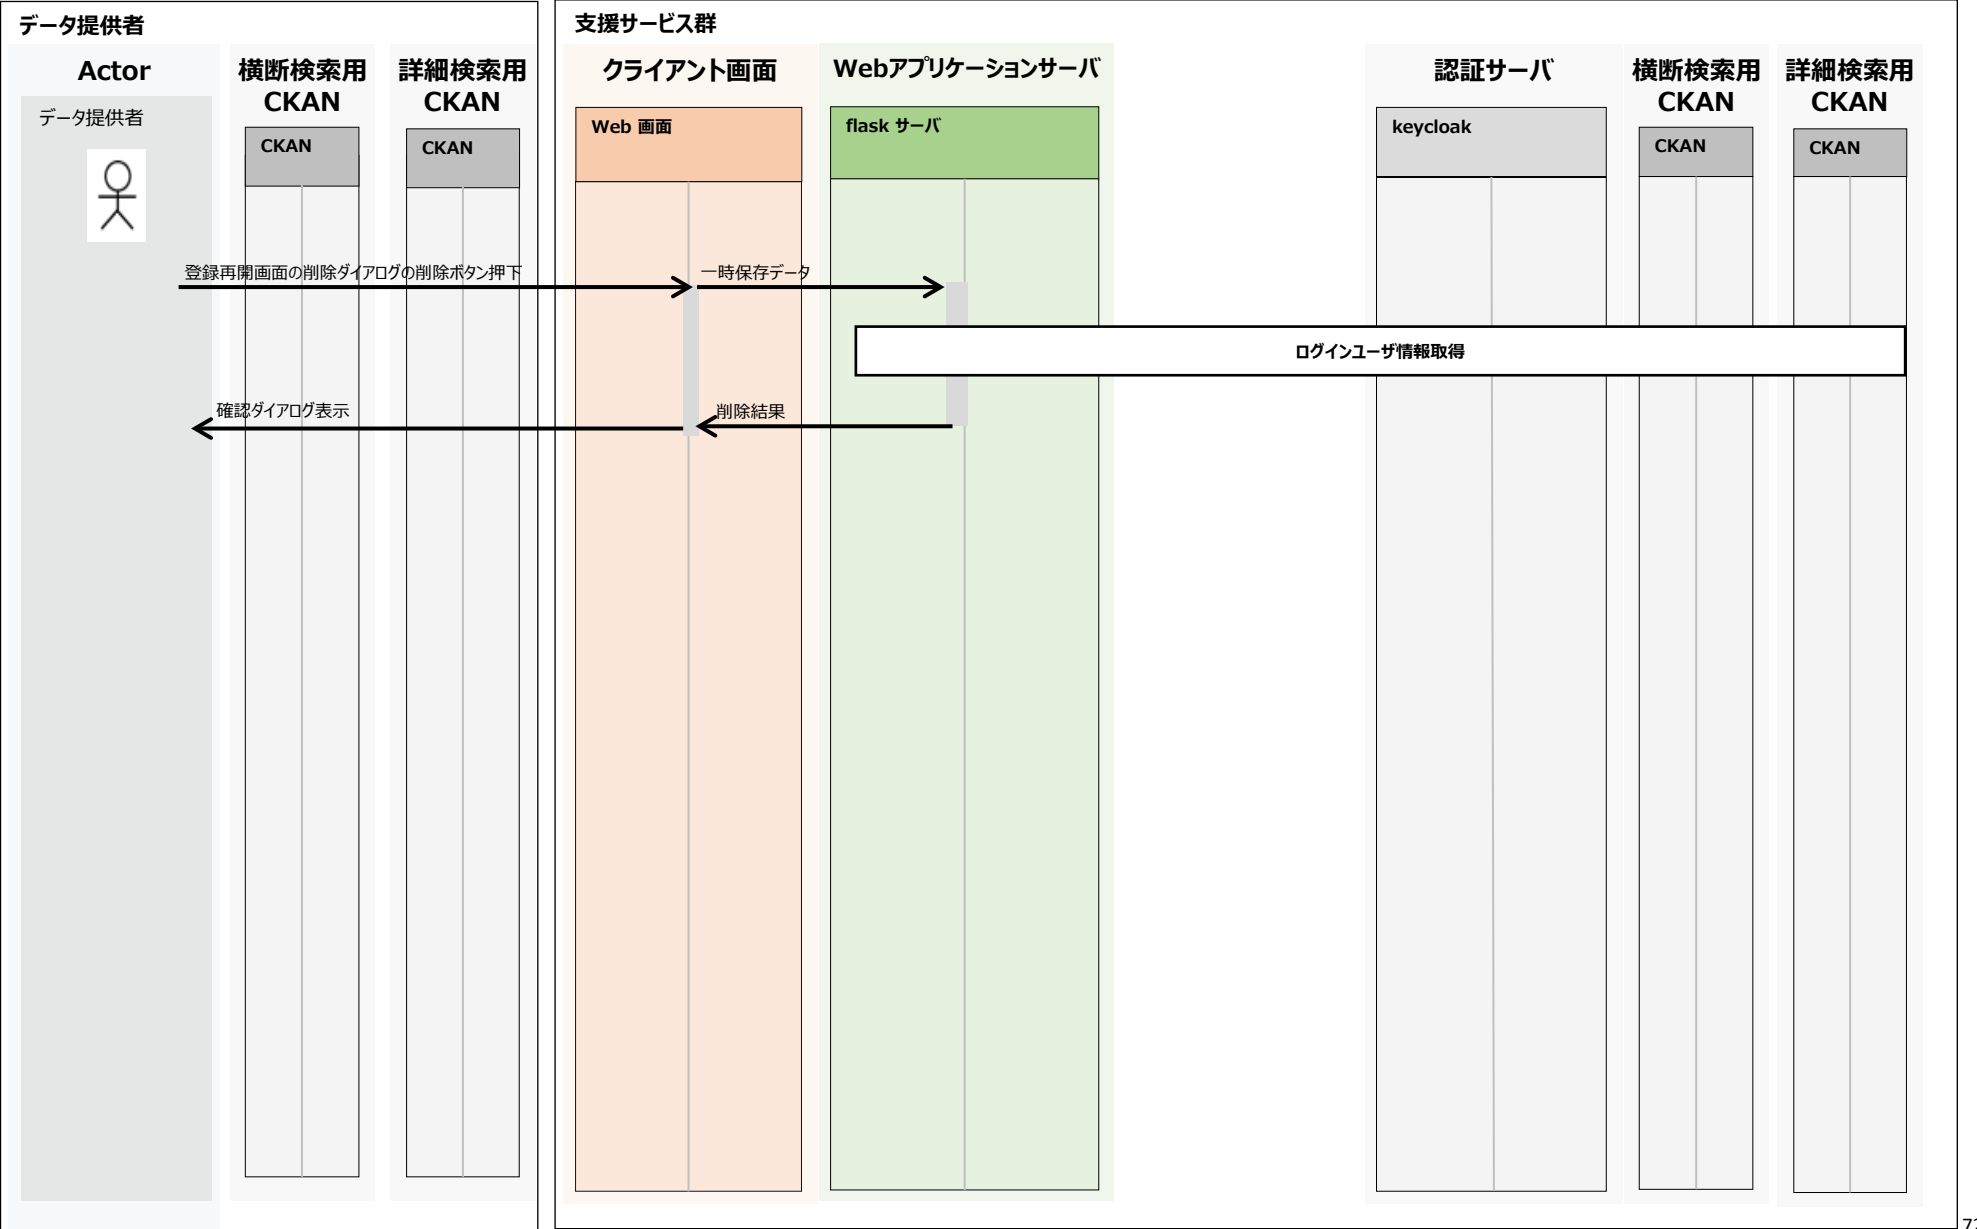 データ提供者
支援サービス群
Actor
横断検索用
CKAN
詳細検索用
CKAN
クライアント画面
Webアプリケーションサーバ
認証サーバ
横断検索用
CKAN
詳細検索用
CKAN
データ提供者
CKAN
CKAN
Web 画面
flask サーバ
keycloak
CKAN
CKAN
登録再開画面の削除ダイアログの削除ボタン押下
一時保存データ
ログインユーザ情報取得
確認ダイアログ表示
削除結果